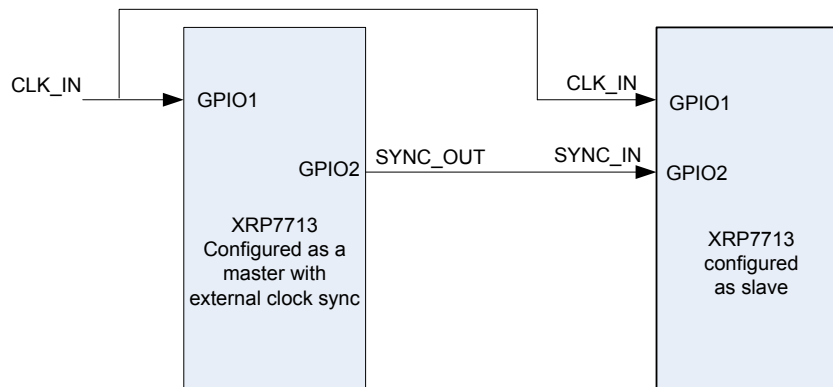 CLK_IN
GPIO1
CLK_IN
GPIO1
GPIO2
SYNC_OUT
SYNC_IN
GPIO2
XRP7713
Configured as a
master with
external clock sync
XRP7713
configured
as slave